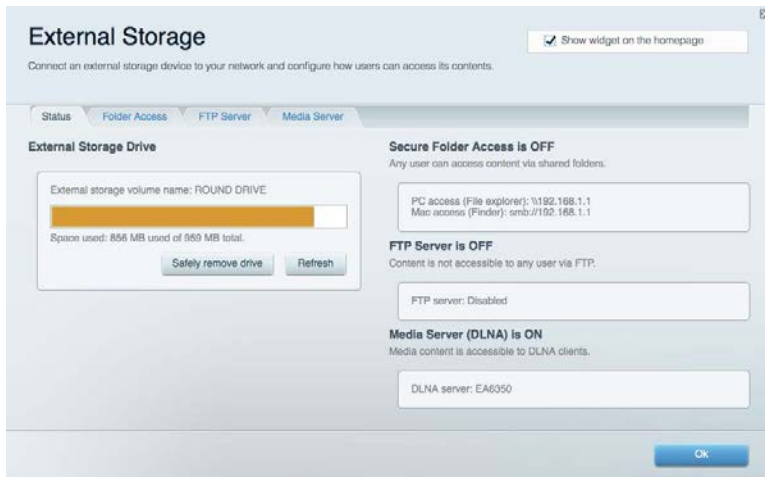 External Storage
Show widget on the homepage
Connect an external storage device to your network and configure how users can access its contents.
Status
Folder Access
FTP Server
Media Server
External Storage Drive
External storage volume name: ROUND DRIVE
Space used: 856 MB used of 959 MB total.
Safely remove drive
Refresh
Secure Folder Access is OFF
Any user can access content via shared folders.
PC access (File explorer): \\192.168.1.1
Mac access (Finder): smb://192.168.1.1
FTP Server is OFF
Content is not accessible to any user via FTP.
FTP server: Disabled
Media Server (DLNA) is ON
Media content is accessible to DLNA clients.
DLNA server: EA6350
Ok